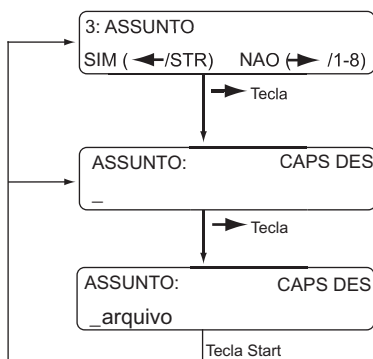 3: ASSUNTO
SIM ( /STR) NAO ( /1-8)
Tecla
ASSUNTO: CAPS DES
_
Tecla
ASSUNTO: CAPS DES
_arquivo
Tecla Start